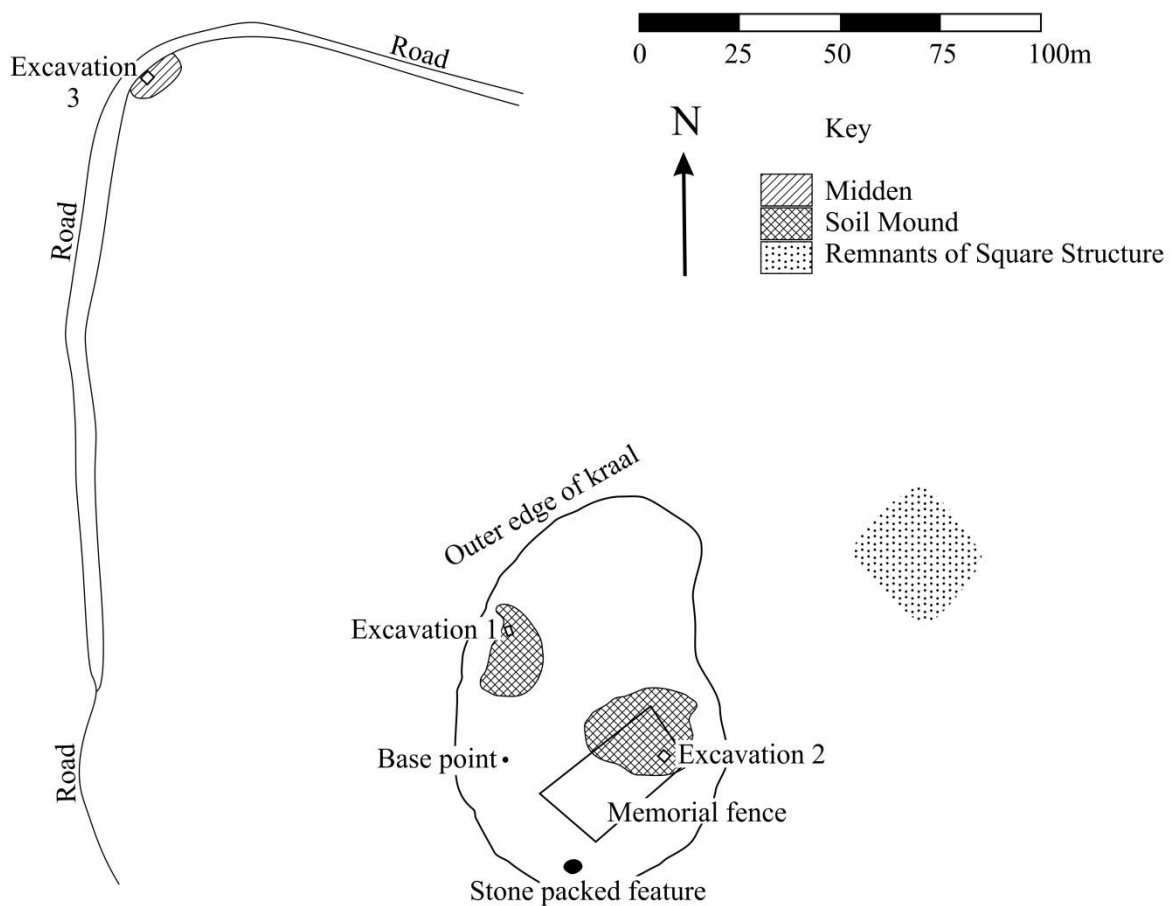 Road
Excavation
3
0 25 50 75 100m
N
Key
Midden
Soil Mound
Remnants of Square Structure
Road
Outer edge of kraal
Excavation 1
Base point
Excavation 2
Road
Memorial fence
Stone packed feature